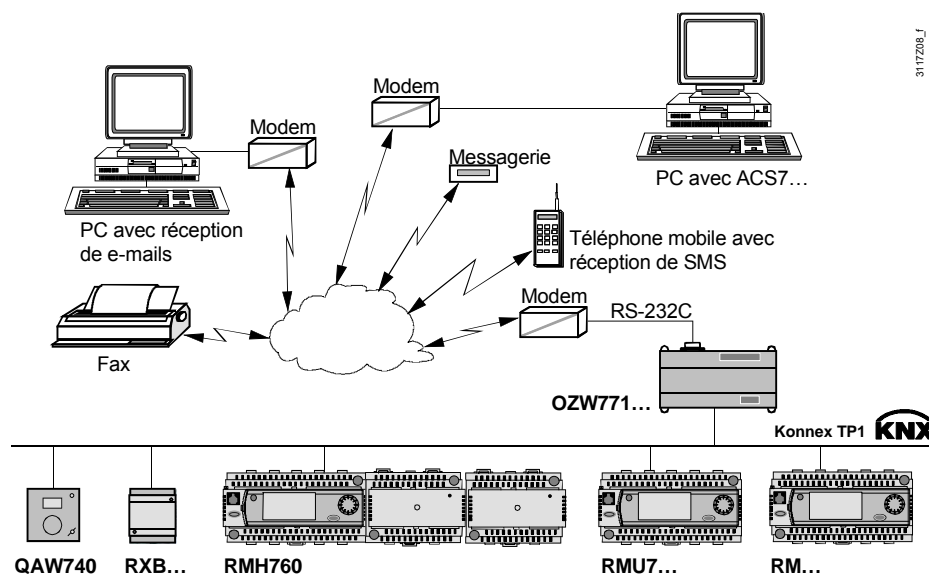 3117Z08_f
Modem
Modem
Messagerie
PC avec ACS7…
PC avec réception
de e-mails
Téléphone mobile avec
réception de SMS
Modem
RS-232C
Fax
OZW771…
Konnex TP1 KNX
QAW740 RXB… RMH760 RMU7… RM…